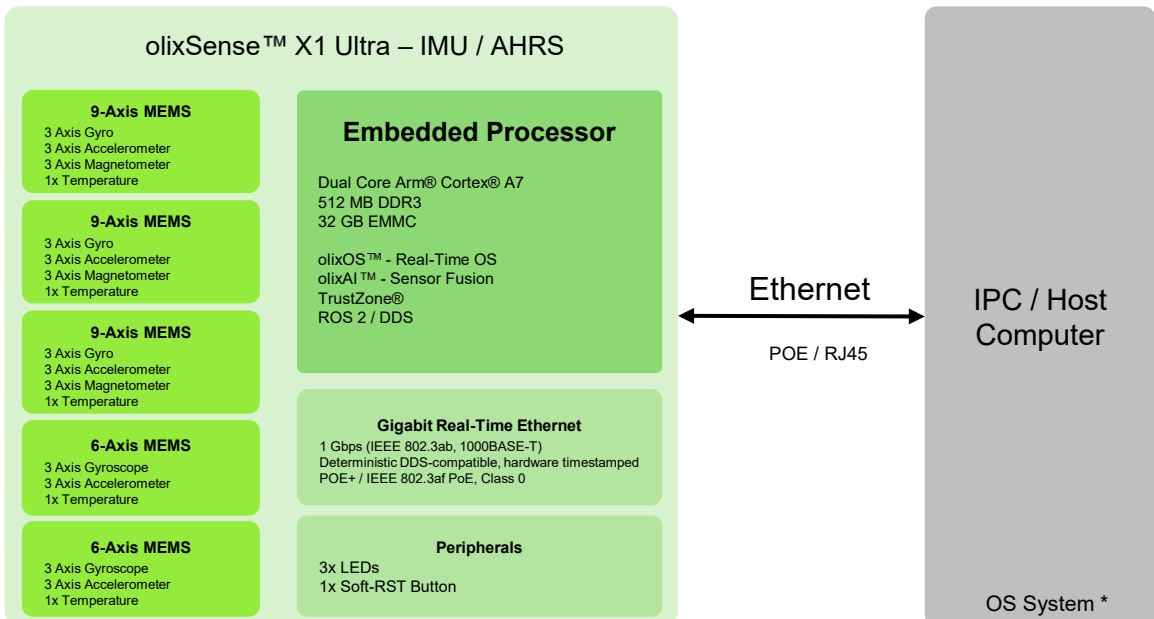 olixSense™ X1 Ultra – IMU / AHRS
9-Axis MEMS
3 Axis Gyro
3 Axis Accelerometer
3 Axis Magnetometer
1x Temperature
9-Axis MEMS
3 Axis Gyro
3 Axis Accelerometer
3 Axis Magnetometer
1x Temperature
9-Axis MEMS
3 Axis Gyro
3 Axis Accelerometer
3 Axis Magnetometer
1x Temperature
6-Axis MEMS
3 Axis Gyroscope
3 Axis Accelerometer
1x Temperature
6-Axis MEMS
3 Axis Gyroscope
3 Axis Accelerometer
1x Temperature
Embedded Processor
Dual Core Arm® Cortex® A7
512 MB DDR3
32 GB EMMC
olixOS™ - Real-Time OS
olixAI™ - Sensor Fusion
TrustZone®
ROS 2 / DDS
Gigabit Real-Time Ethernet
1 Gbps (IEEE 802.3ab, 1000BASE-T)
Deterministic DDS-compatible, hardware timestamped
POE+ / IEEE 802.3af PoE, Class 0
Peripherals
3x LEDs
1x Soft-RST Button
Ethernet
POE / RJ45
IPC / Host
Computer
OS System *